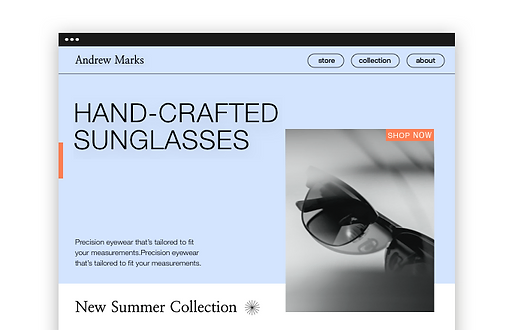 Andrew Marks
store
collection
about
HAND-CRAFTED
SUNGLASSES
SHOP NOW
Precision eyewear that's tailored to fit
your measurements.Precision eyewear
that's tailored to fit your measurements.
New Summer Collection